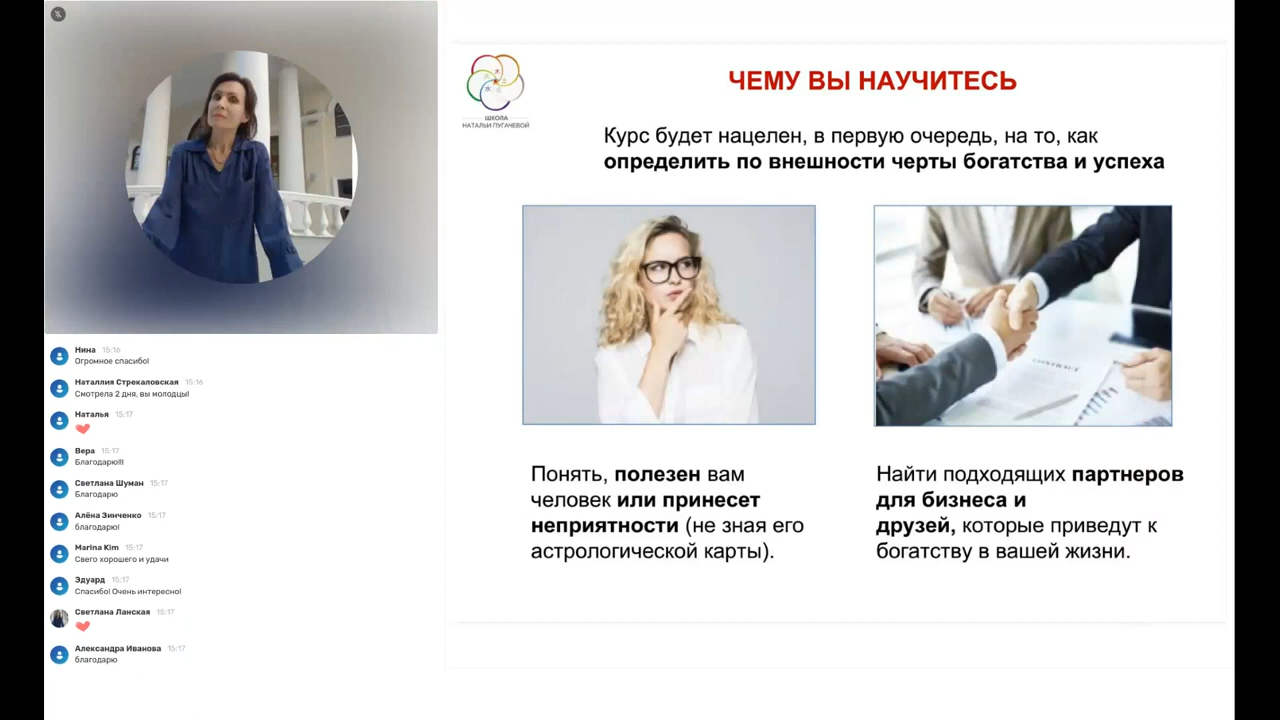 Нина 15:16
Огромное спасибо!
Наталлия Стрекаловская 15:16
Смотрела 2 дня, вы молодцы!
Наталья 15:17
Вера 15:17
Благодарю!!!
Светлана Шуман 15:17
Благодарю
Алёна Зинченко 15:17
благодарю!
Marina Kim 15:17
Свего хорошего и удачи
Эдуард 15:17
Спасибо! Очень интересно!
Светлана Ланская 15:17
Александра Иванова 15:17
благодарю
ШКОЛА
НАТАЛЬИ ПУГАЧЕВОЙ
ЧЕМУ ВЫ НАУЧИТЕСЬ
Курс будет нацелен, в первую очередь, на то, как
определить по внешности черты богатства и успеха
CONTRACT
Понять, полезен вам
человек или принесет
неприятности (не зная его
астрологической карты).
Найти подходящих партнеров
для бизнеса и
друзей, которые приведут к
богатству в вашей жизни.